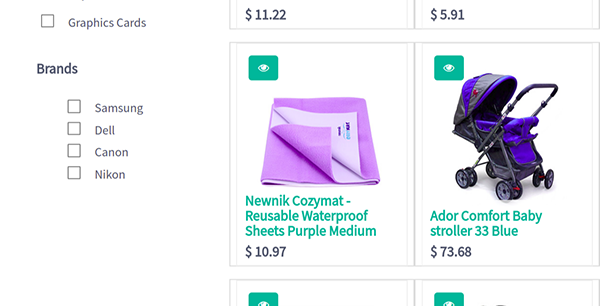 Graphics Cards
Brands
Samsung
Dell
Canon
Nikon
$ 11.22
$ 5.91
Newnik Cozymat -
Reusable Waterproof
Sheets Purple Medium
$ 10.97
Ador Comfort Baby
stroller 33 Blue
$ 73.68